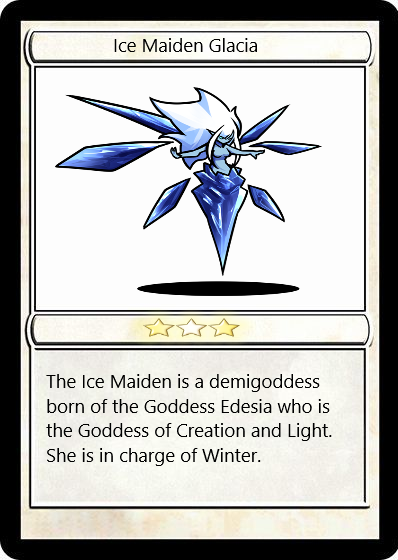 Ice Maiden Glacia
The Ice Maiden is a demigoddess
born of the Goddess Edesia who is
the Goddess of Creation and Light.
She is in charge of Winter.